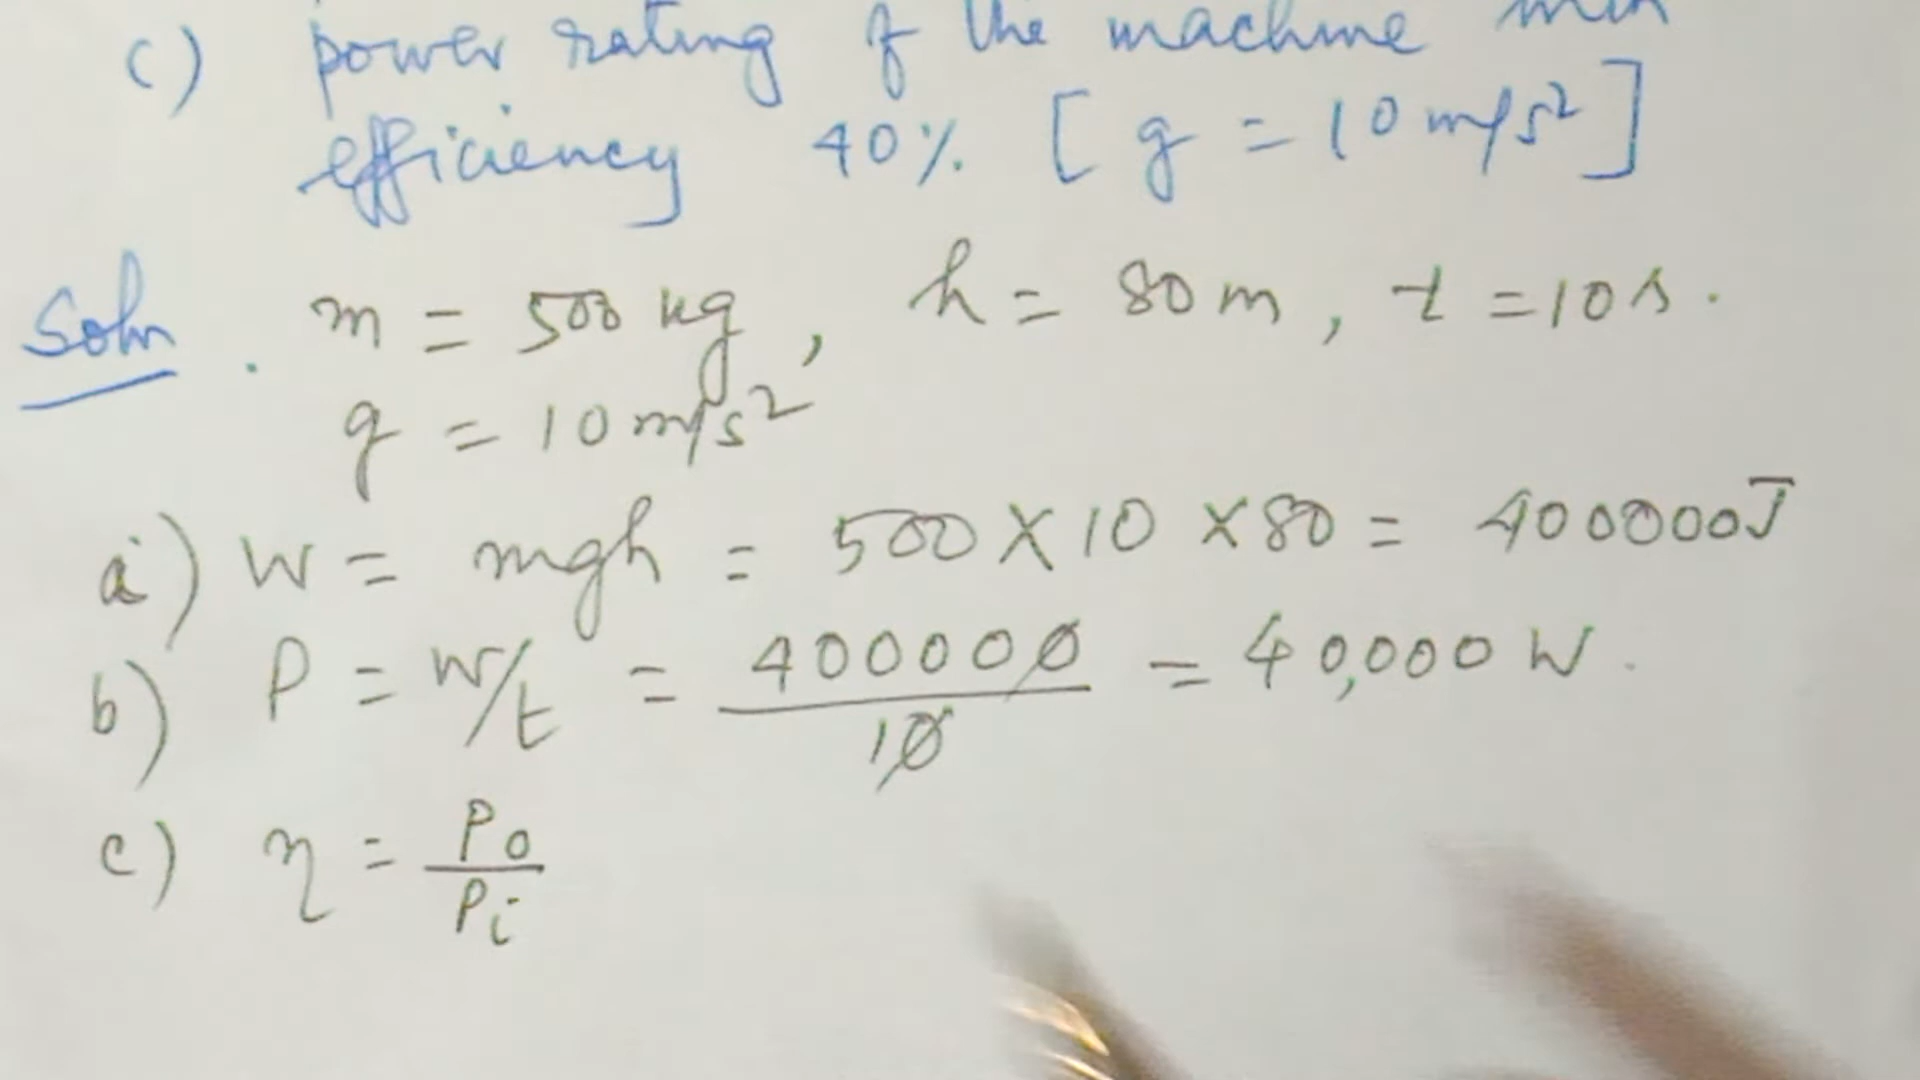 c) power rating of the machine
efficiency 40% [g = 10 m/s²]
Soln. m = 500 kg, h = 80 m, t = 10 s.
g = 10 m/s²
a) W = mgh = 500 × 10 × 80 = 400000J
b) P = W/t = 400000/10 = 40,000 W.
c) η = Po/Pi